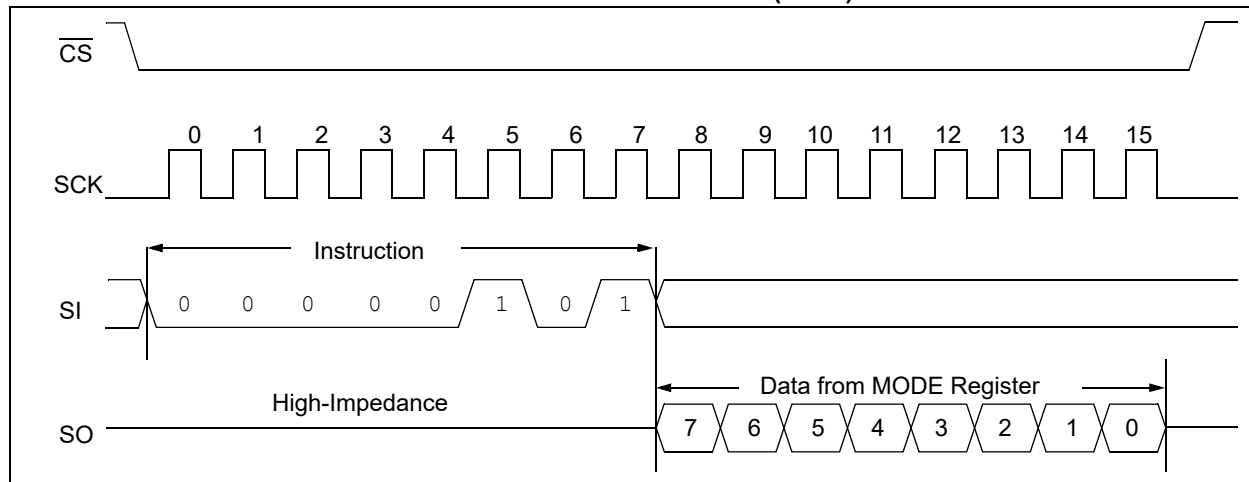 CS
0 1 2 3 4 5 6 7 8 9 10 11 12 13 14 15
SCK
Instruction
SI 0 0 0 0 0 1 0 1
Data from MODE Register
High-Impedance
SO 7 6 5 4 3 2 1 0